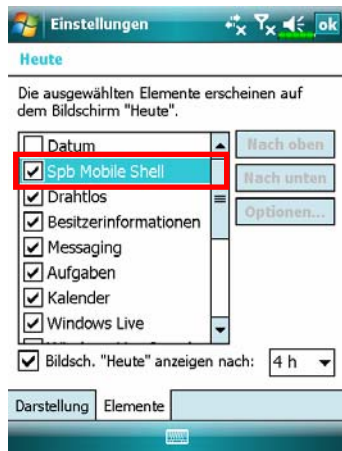 Einstellungen ok
Heute
Die ausgewählten Elemente erscheinen auf
dem Bildschirm "Heute".
Datum
Spb Mobile Shell
Drahtlos
Besitzerinformationen
Messaging
Aufgaben
Kalender
Windows Live
Nach oben
Nach unten
Optionen...
Bildsch. "Heute" anzeigen nach: 4 h
Darstellung Elemente